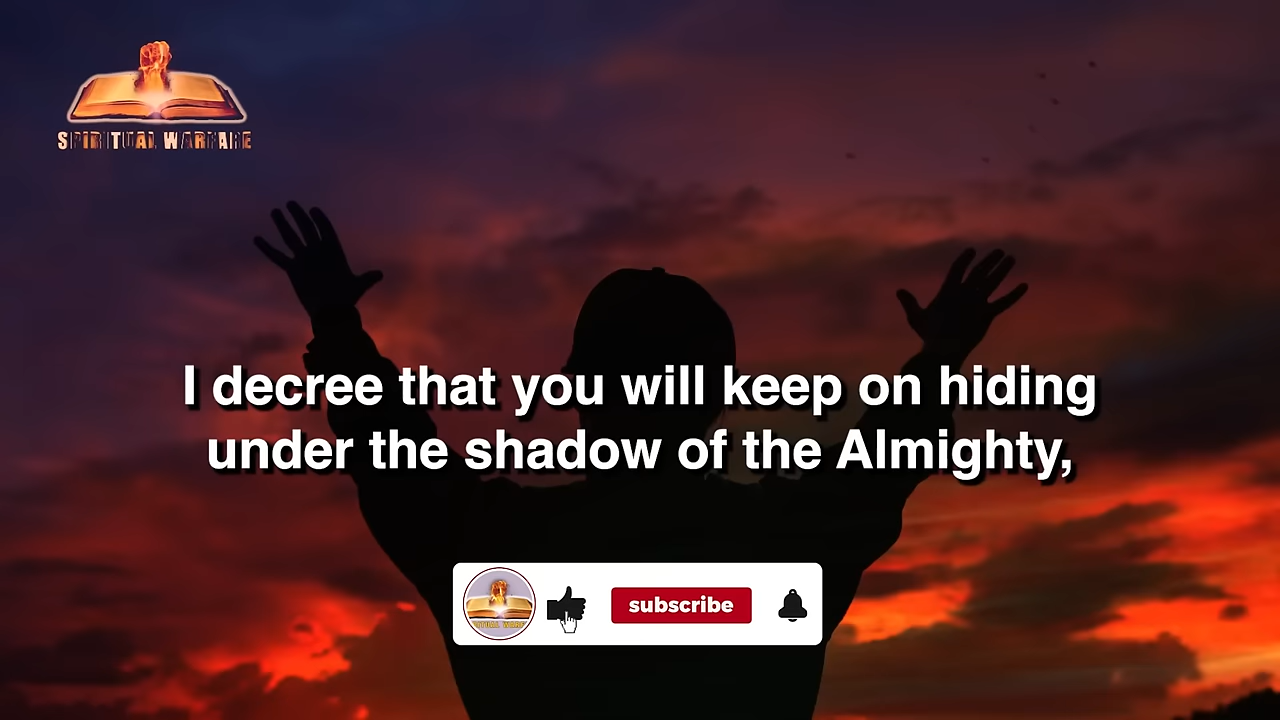 SPIRITUAL WARFARE
I decree that you will keep on hiding
under the shadow of the Almighty,
subscribe